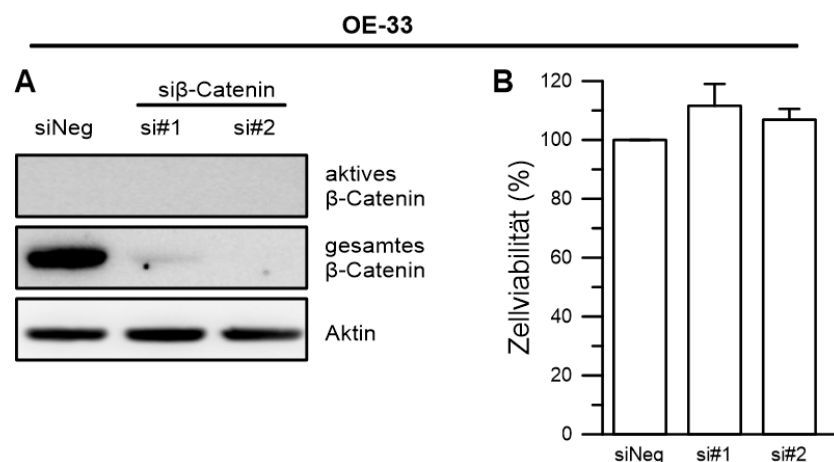 OE-33
A
siβ-Catenin
siNeg si#1 si#2
aktives
β-Catenin
gesamtes
β-Catenin
Aktin
B
Zellviabilität (%)
120
100
80
60
40
20
0
siNeg si#1 si#2